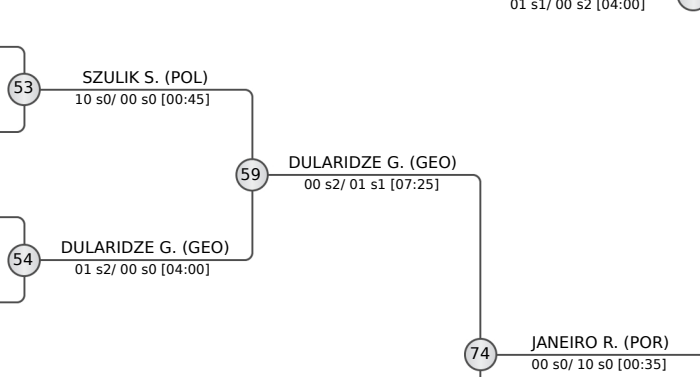 01 s1/ 00 s2 [04:00]
53
SZULIK S. (POL)
10 s0/ 00 s0 [00:45]
59
DULARIDZE G. (GEO)
00 s2/ 01 s1 [07:25]
54
DULARIDZE G. (GEO)
01 s2/ 00 s0 [04:00]
74
JANEIRO R. (POR)
00 s0/ 10 s0 [00:35]